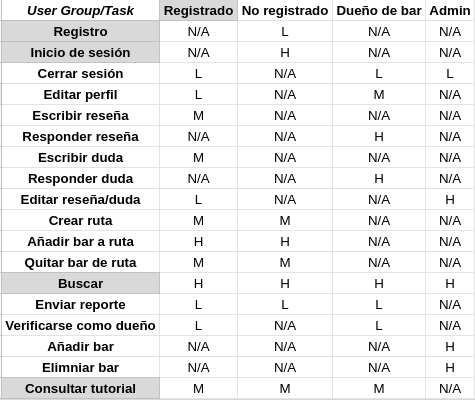 User Group/Task Registrado No registrado Dueño de bar Admin
Registro N/A L N/A N/A
Inicio de sesión N/A H N/A N/A
Cerrar sesión L N/A L L
Editar perfil L N/A M N/A
Escribir reseña M N/A N/A N/A
Responder reseña N/A N/A H N/A
Escribir duda M N/A N/A N/A
Responder duda N/A N/A H N/A
Editar reseña/duda L N/A N/A H
Crear ruta M M N/A N/A
Añadir bar a ruta H H N/A N/A
Quitar bar de ruta M M N/A N/A
Buscar H H H H
Enviar reporte L L L N/A
Verificarse como dueño L N/A L N/A
Añadir bar N/A N/A N/A H
Elimniar bar N/A N/A N/A H
Consultar tutorial M M M N/A